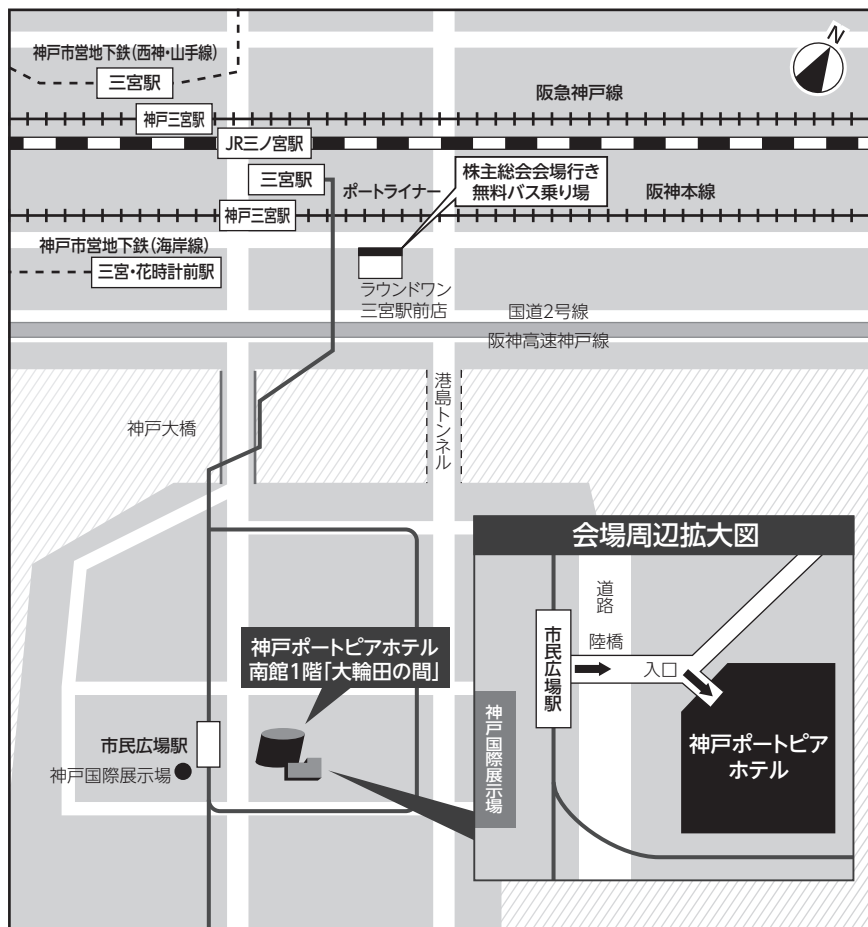 N
神戸市営地下鉄(西神・山手線)
三宮駅
阪急神戸線
神戸三宮駅
JR三ノ宮駅
三宮駅
ポートライナー
株主総会会場行き
無料バス乗り場
阪神本線
神戸三宮駅
神戸市営地下鉄(海岸線)
三宮・花時計前駅
ラウンドワン
三宮駅前店
国道2号線
阪神高速神戸線
神戸大橋
港島トンネル
会場周辺拡大図
道路
陸橋
市民広場駅
入口
神戸国際展示場
神戸ポートピア
ホテル
神戸ポートピアホテル
南館1階「大輪田の間」
市民広場駅
神戸国際展示場